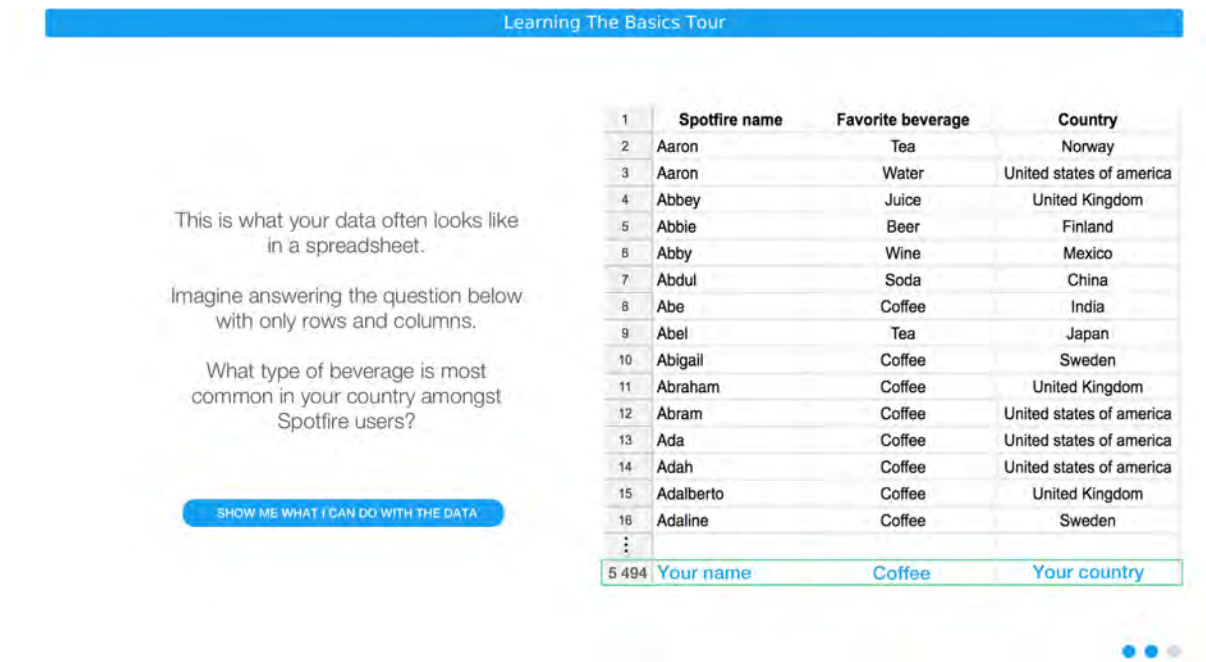 Learning The Basics Tour
This is what your data often looks like
in a spreadsheet.
Imagine answering the question below
with only rows and columns.
What type of beverage is most
common in your country amongst
Spotfire users?
SHOW ME WHAT I CAN DO WITH THE DATA
1 Spotfire name Favorite beverage Country
2 Aaron Tea Norway
3 Aaron Water United states of america
4 Abbey Juice United Kingdom
5 Abbie Beer Finland
6 Abby Wine Mexico
7 Abdul Soda China
8 Abe Coffee India
9 Abel Tea Japan
10 Abigail Coffee Sweden
11 Abraham Coffee United Kingdom
12 Abram Coffee United states of america
13 Ada Coffee United states of america
14 Adah Coffee United states of america
15 Adalberto Coffee United Kingdom
16 Adaline Coffee Sweden
⋮
5 494 Your name Coffee Your country